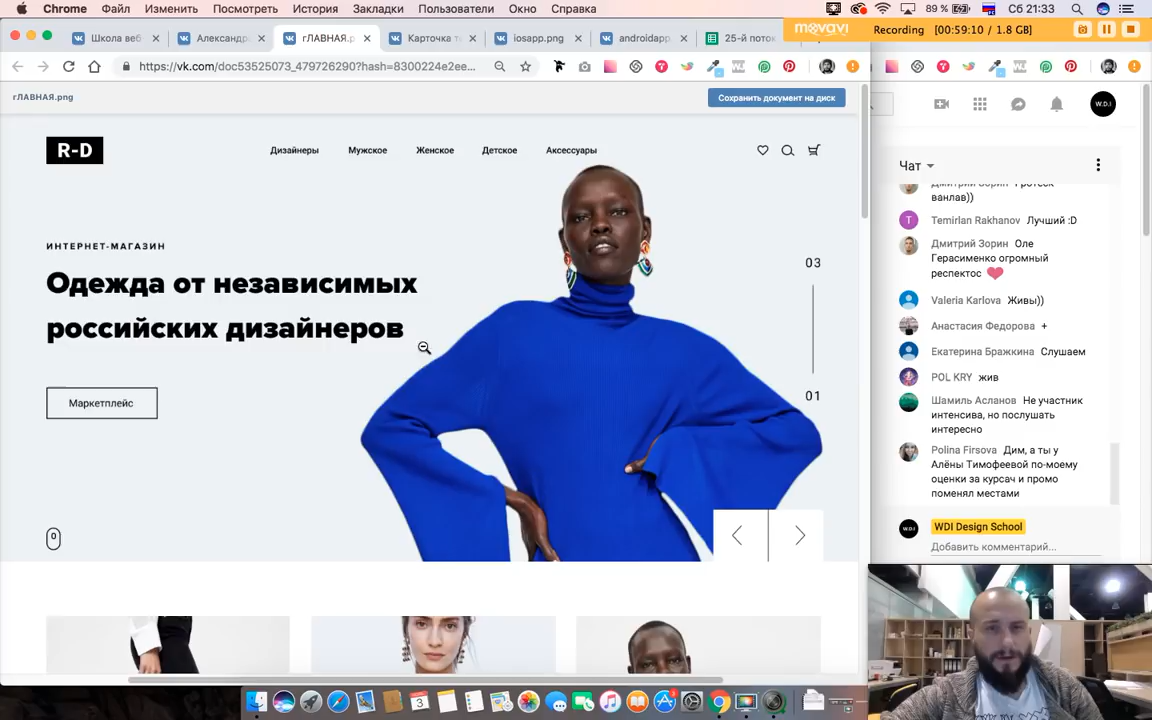 Chrome Файл Изменить Посмотреть История Закладки Пользователи Окно Справка
89 % Сб 21:33
movavi
Recording [00:59:10 / 1.8 GB]
Школа веб
Александр
гЛАВНАЯ.p
Карточка т
iosapp.png
androidapp
25-й поток
https://vk.com/doc53525073_479726290?hash=8300224e2ee...
гЛАВНАЯ.png
Сохранить документ на диск
R-D
Дизайнеры Мужское Женское Детское Аксессуары
ИНТЕРНЕТ-МАГАЗИН
Одежда от независимых
российских дизайнеров
Маркетплейс
03
01
W.D.I
Чат
Дмитрий Зорин Гротеск
ванлав))
Temirlan Rakhanov Лучший :D
Дмитрий Зорин Оле
Герасименко огромный
респектос
Valeria Karlova Живы))
Анастасия Федорова +
Екатерина Бражкина Слушаем
POL KRY жив
Шамиль Асланов Не участник
интенсива, но послушать
интересно
Polina Firsova Дим, а ты у
Алёны Тимофеевой по-моему
оценки за курсач и промо
поменял местами
WDI Design School
Добавить комментарий...